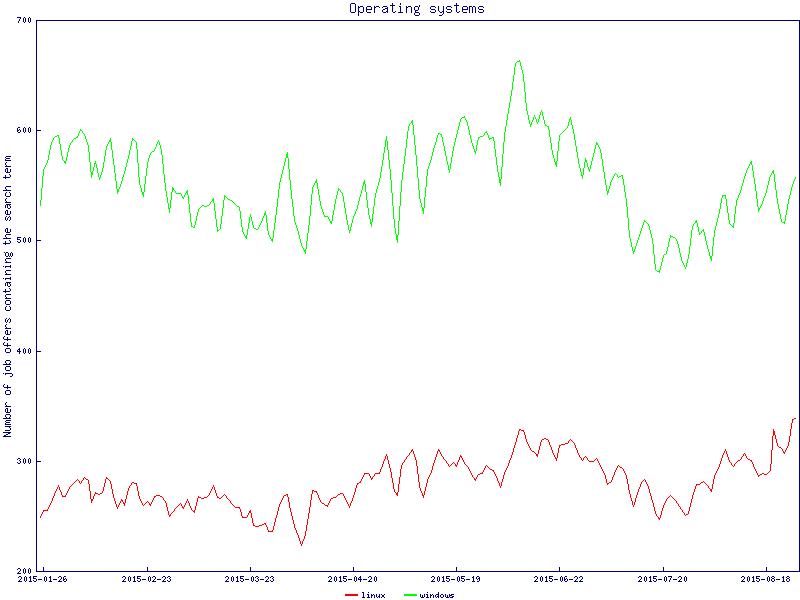 Operating systems
Number of job offers containing the search term
700
600
500
400
300
200
2015-01-26 2015-02-23 2015-03-23 2015-04-20 2015-05-19 2015-06-22 2015-07-20 2015-08-18
linux windows